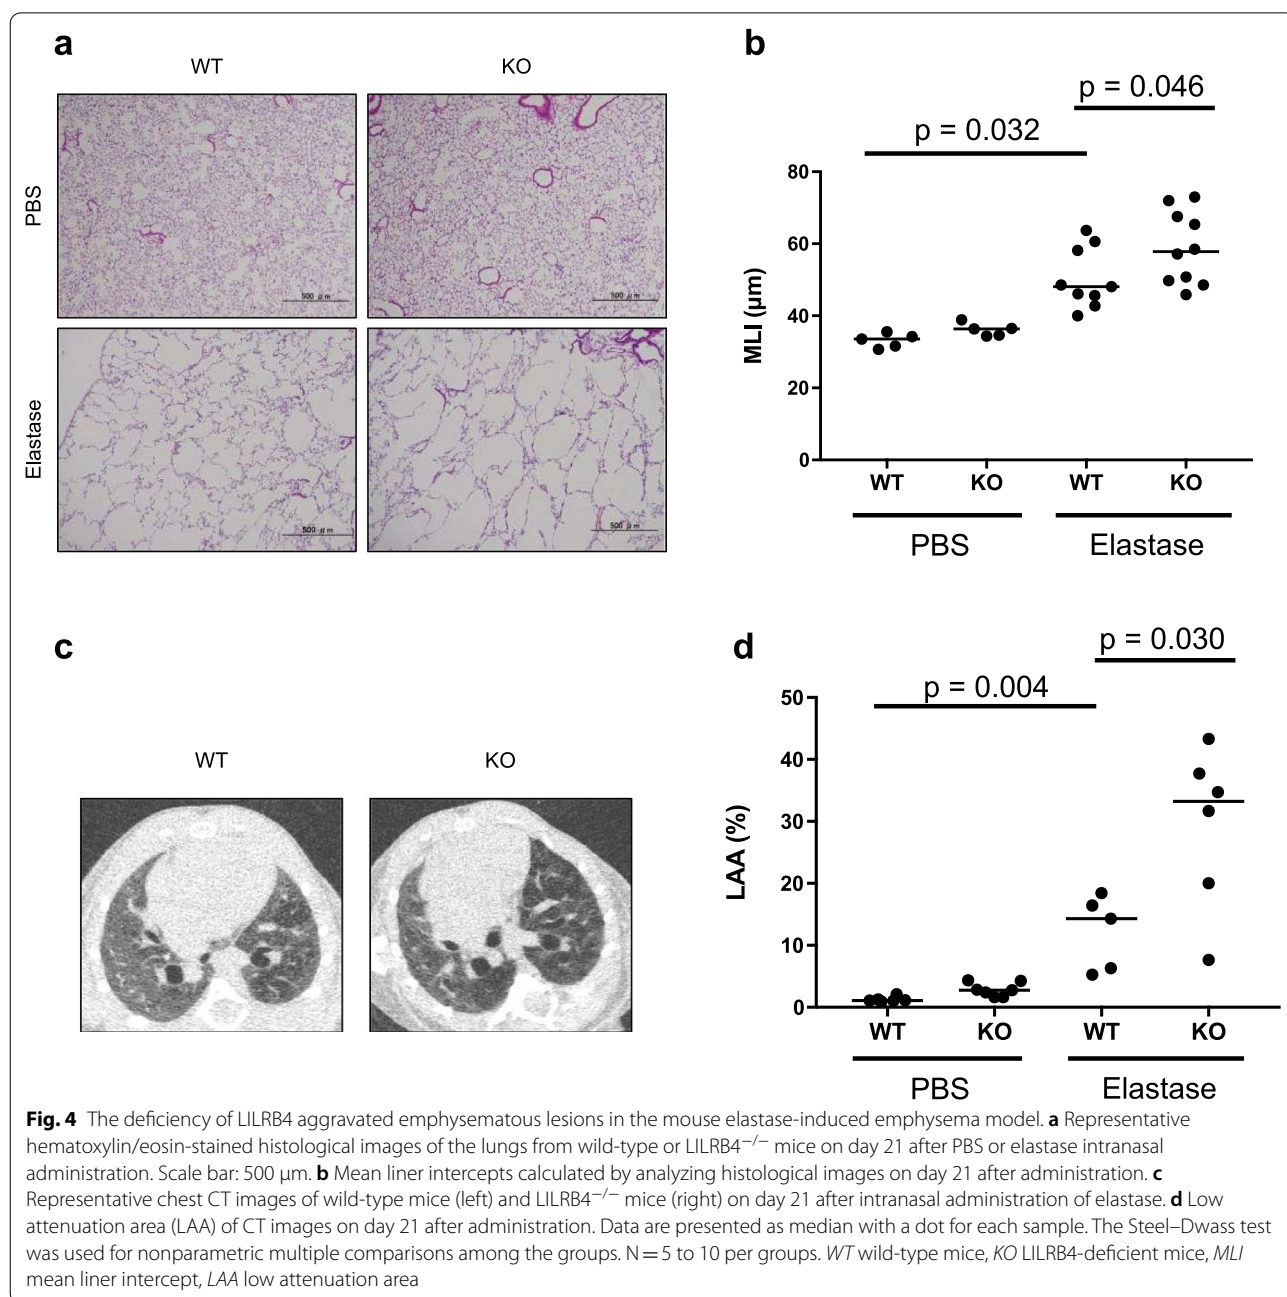 a
WT
KO
PBS
500 μm
500 μm
Elastase
500 μm
500 μm
b
p = 0.046
p = 0.032
80
60
40
20
0
MLI (μm)
WT
KO
WT
KO
PBS
Elastase
c
WT
KO
d
p = 0.030
p = 0.004
50
40
30
20
10
0
LAA (%)
WT
KO
WT
KO
PBS
Elastase
Fig. 4 The deficiency of LILRB4 aggravated emphysematous lesions in the mouse elastase-induced emphysema model. a Representative
hematoxylin/eosin-stained histological images of the lungs from wild-type or LILRB4−/− mice on day 21 after PBS or elastase intranasal
administration. Scale bar: 500 μm. b Mean liner intercepts calculated by analyzing histological images on day 21 after administration. c
Representative chest CT images of wild-type mice (left) and LILRB4−/− mice (right) on day 21 after intranasal administration of elastase. d Low
attenuation area (LAA) of CT images on day 21 after administration. Data are presented as median with a dot for each sample. The Steel–Dwass test
was used for nonparametric multiple comparisons among the groups. N = 5 to 10 per groups. WT wild-type mice, KO LILRB4-deficient mice, MLI
mean liner intercept, LAA low attenuation area